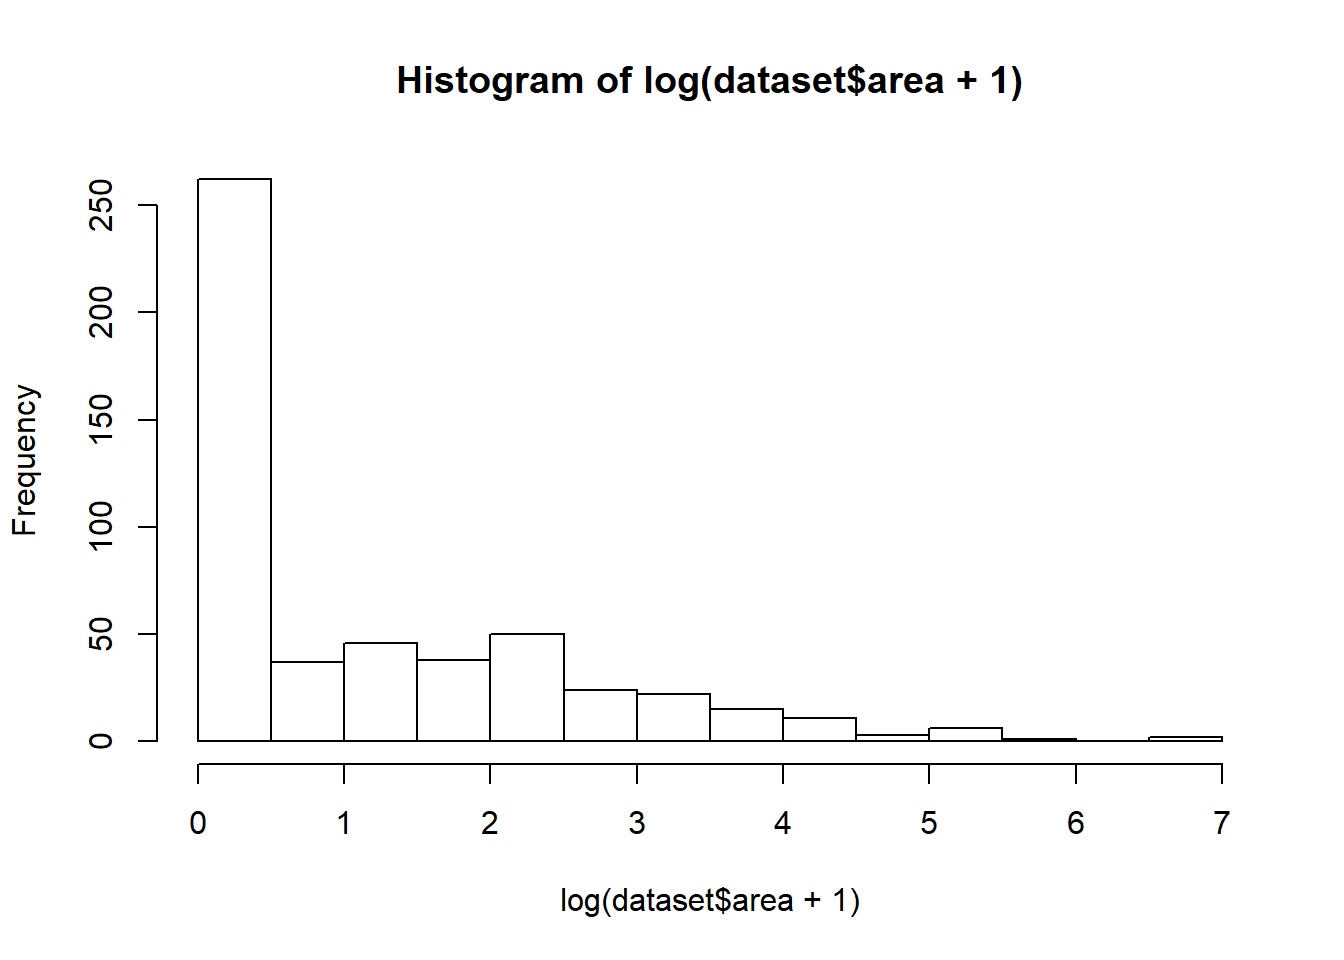 Histogram of log(dataset$area + 1)
Frequency
250
200
150
100
50
0
0 1 2 3 4 5 6 7
log(dataset$area + 1)